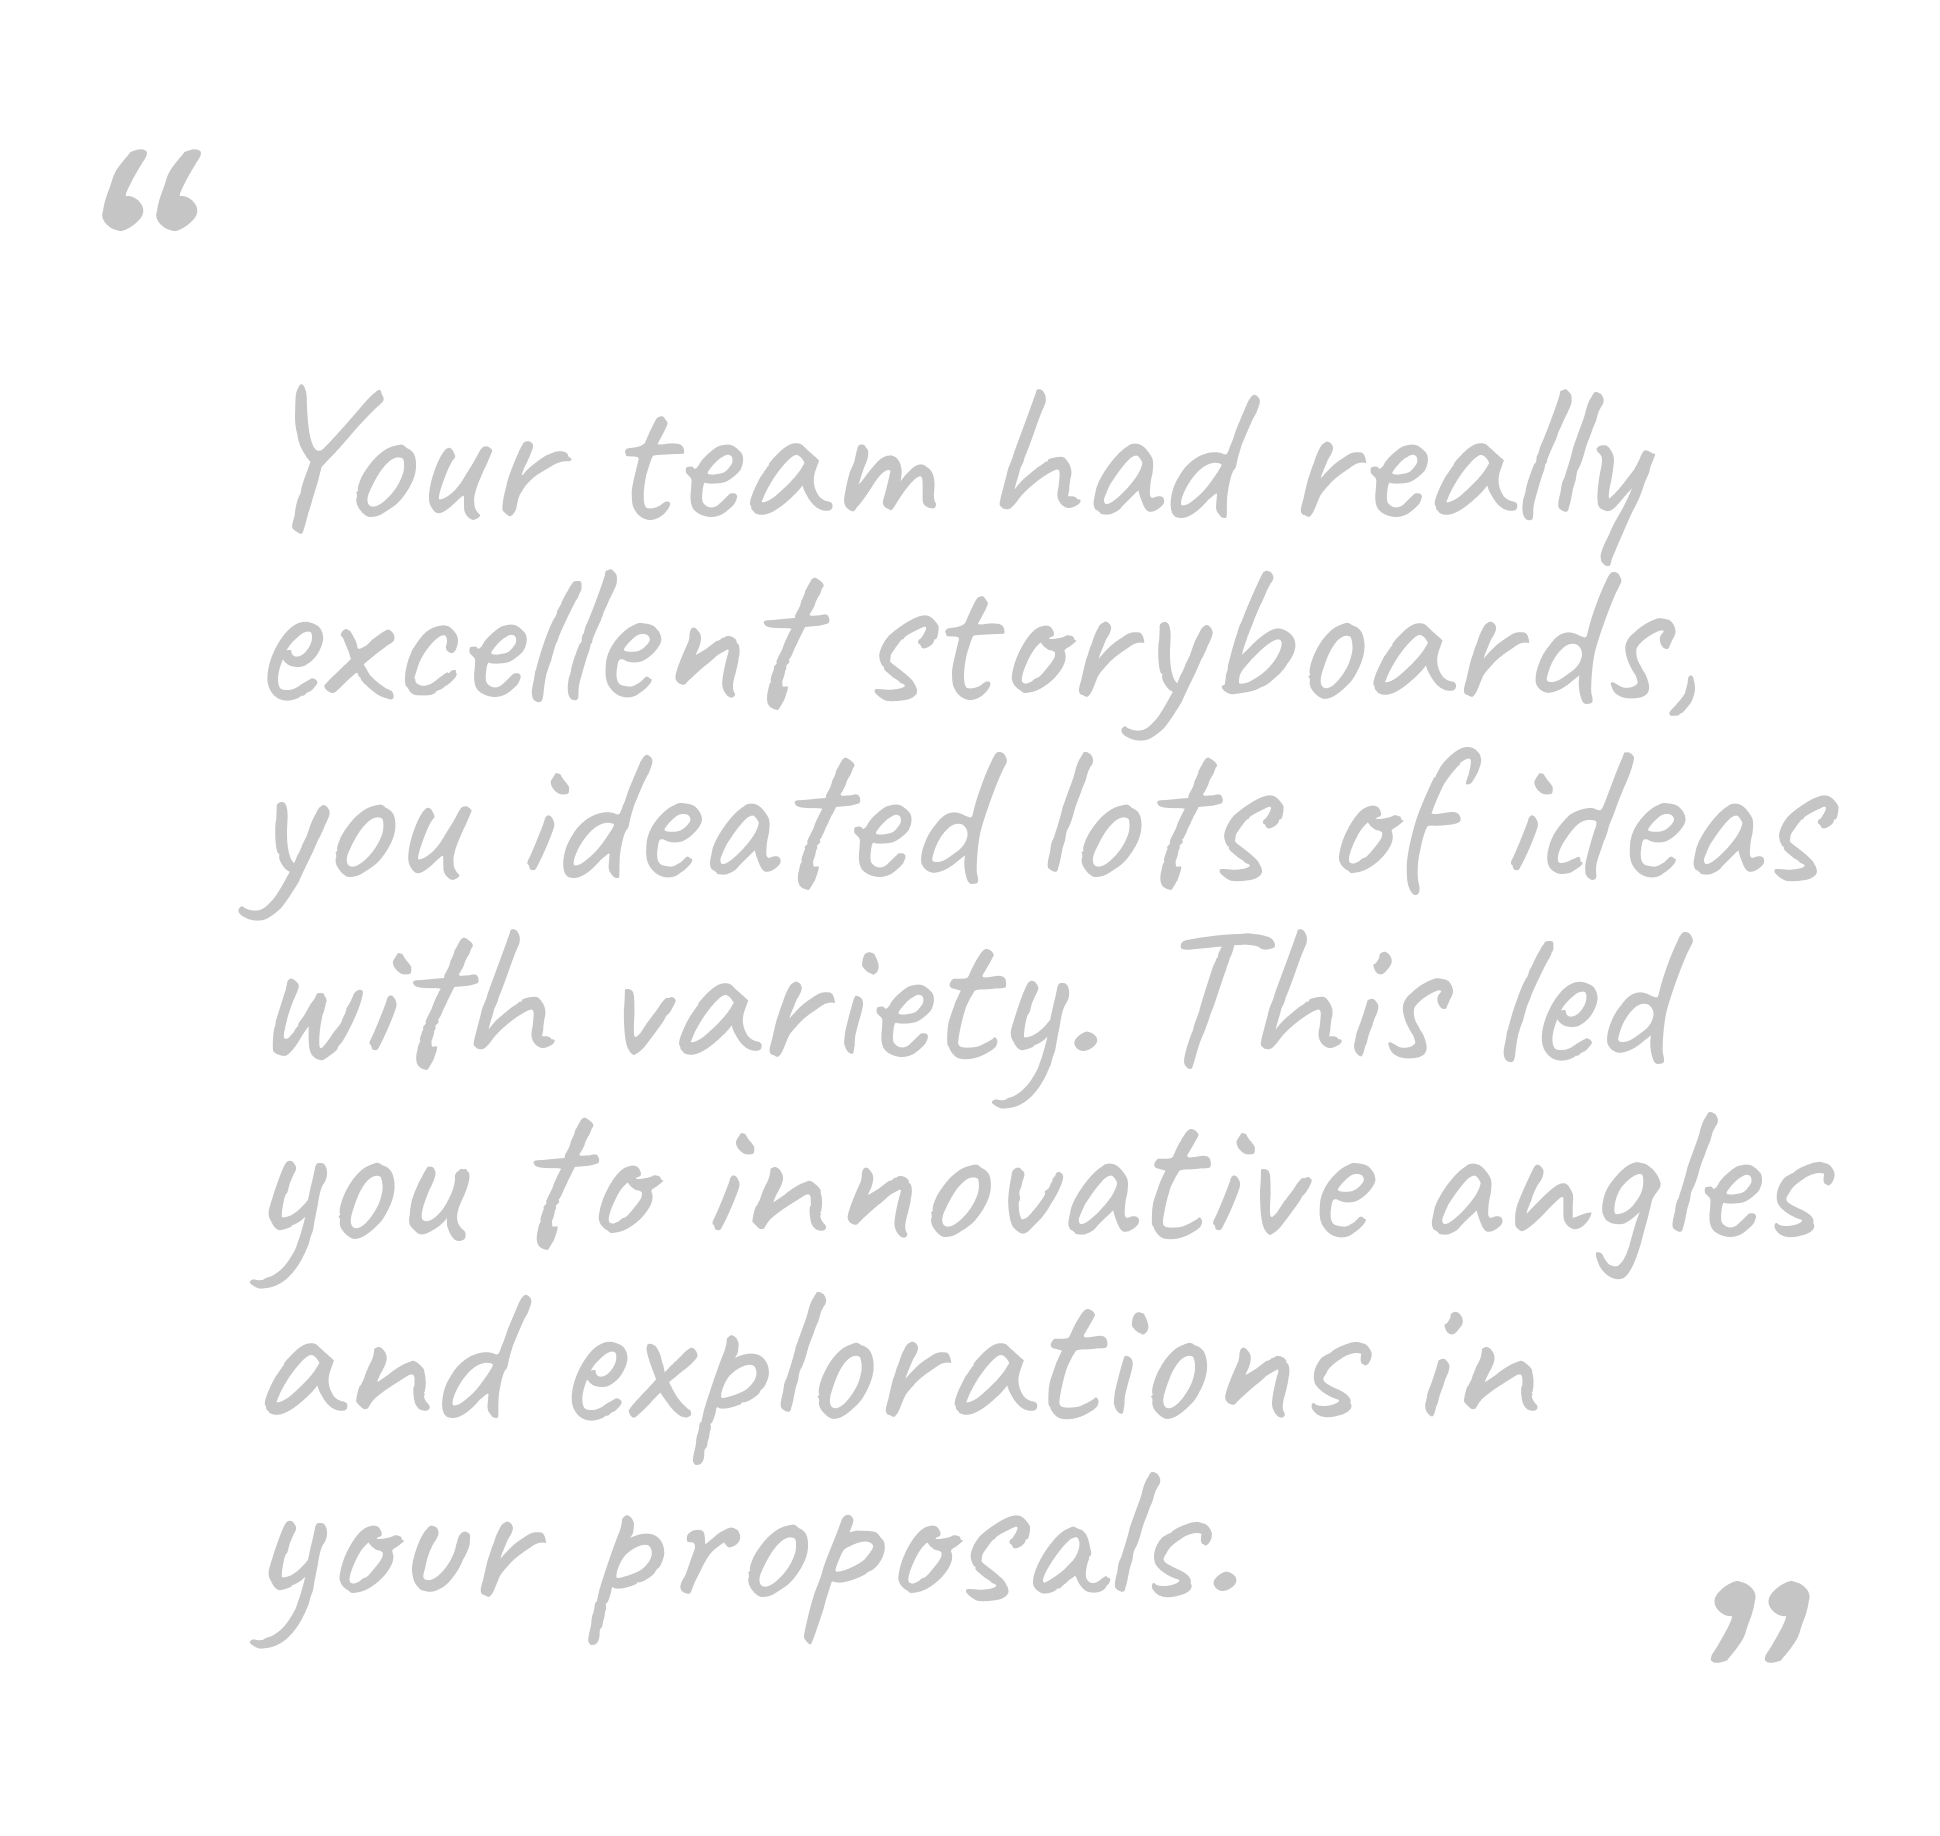 “
Your team had really
excellent storyboards,
you ideated lots of ideas
with variety. This led
you to innovative angles
and explorations in
your proposals.
”